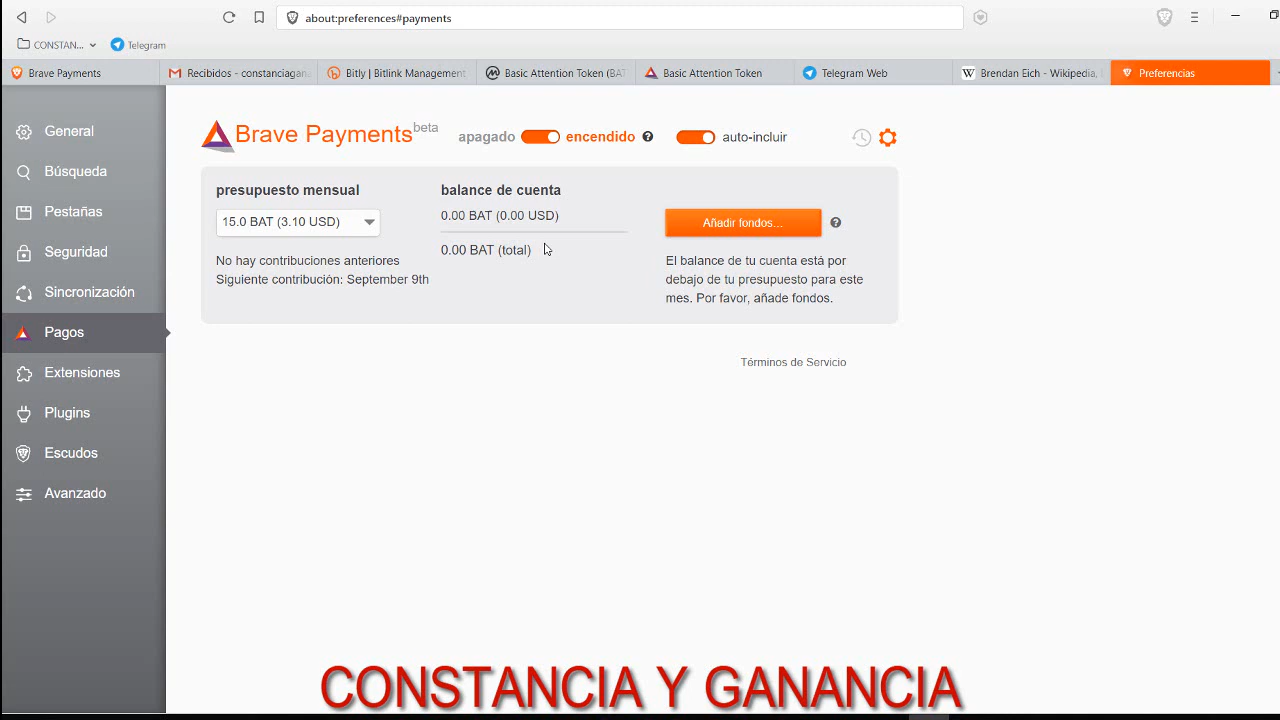 about:preferences#payments
CONSTAN...
Telegram
Brave Payments
Recibidos - constanciagana
Bitly | Bitlink Management
Basic Attention Token (BAT
Basic Attention Token
Telegram Web
Brendan Eich - Wikipedia,
Preferencias
General
Búsqueda
Pestañas
Seguridad
Sincronización
Pagos
Extensiones
Plugins
Escudos
Avanzado
Brave Payments beta
apagado encendido ?
auto-incluir
presupuesto mensual
15.0 BAT (3.10 USD)
No hay contribuciones anteriores
Siguiente contribución: September 9th
balance de cuenta
0.00 BAT (0.00 USD)
0.00 BAT (total)
Añadir fondos... ?
El balance de tu cuenta está por
debajo de tu presupuesto para este
mes. Por favor, añade fondos.
Términos de Servicio
CONSTANCIA Y GANANCIA